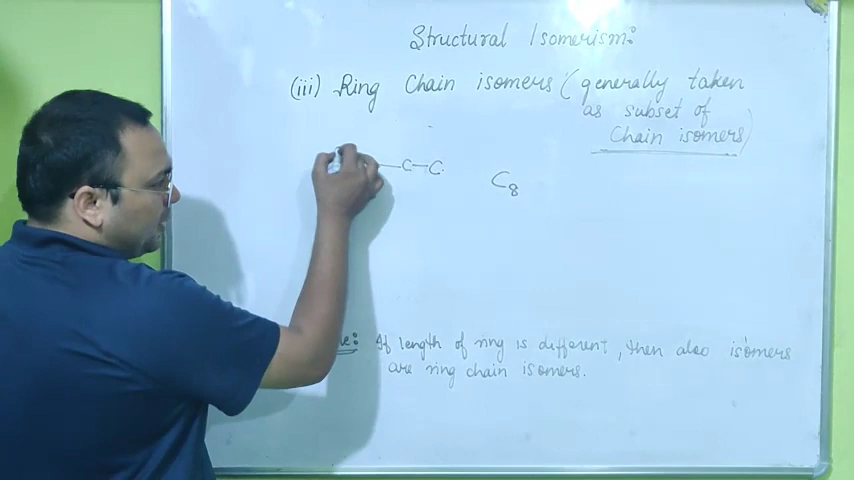 Structural Isomerism:
(iii) Ring Chain isomers (generally taken
as subset of
Chain isomers)
—C—C
C8
If length of ring is different, then also isomers
are ring chain isomers.